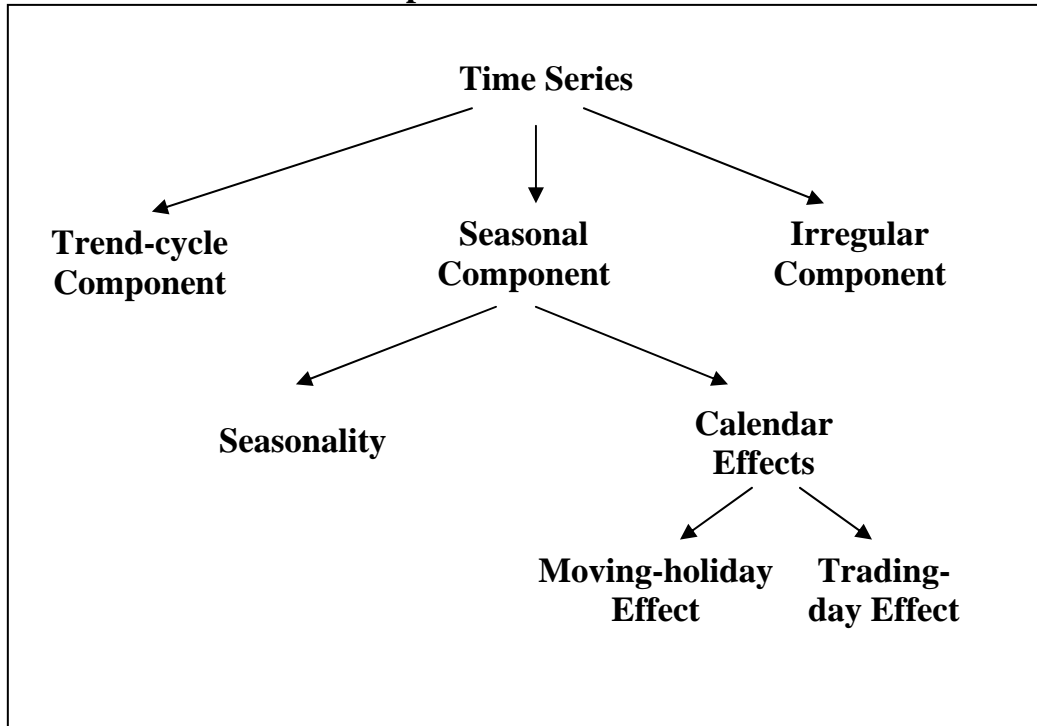 Time Series
Trend-cycle
Component
Seasonal
Component
Irregular
Component
Seasonality
Calendar
Effects
Moving-holiday
Effect
Trading-
day Effect